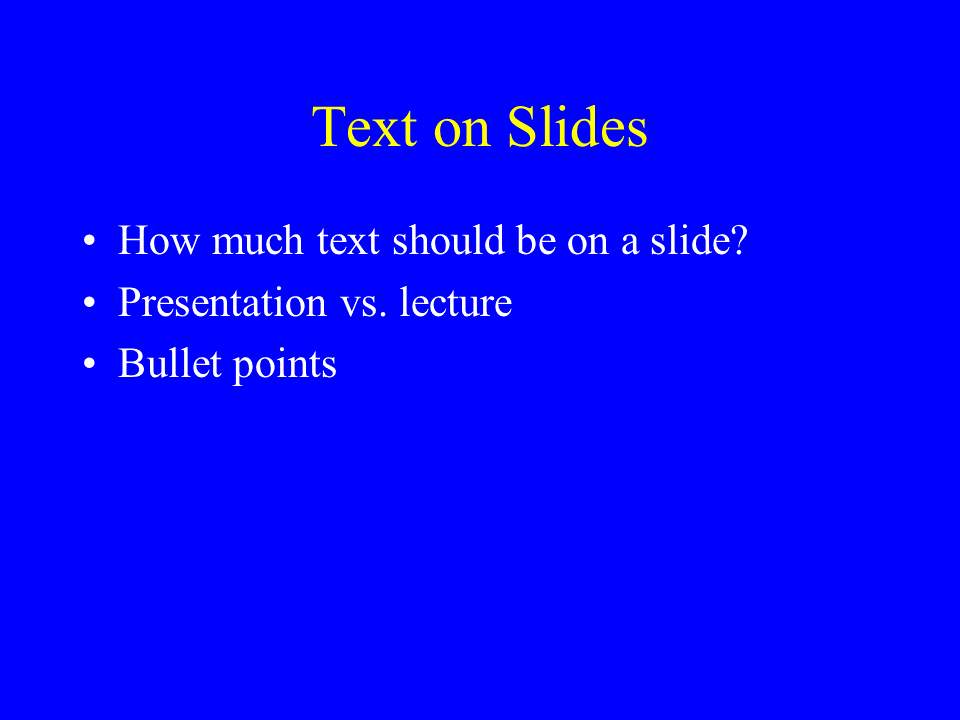 Text on Slides
• How much text should be on a slide?
• Presentation vs. lecture
• Bullet points